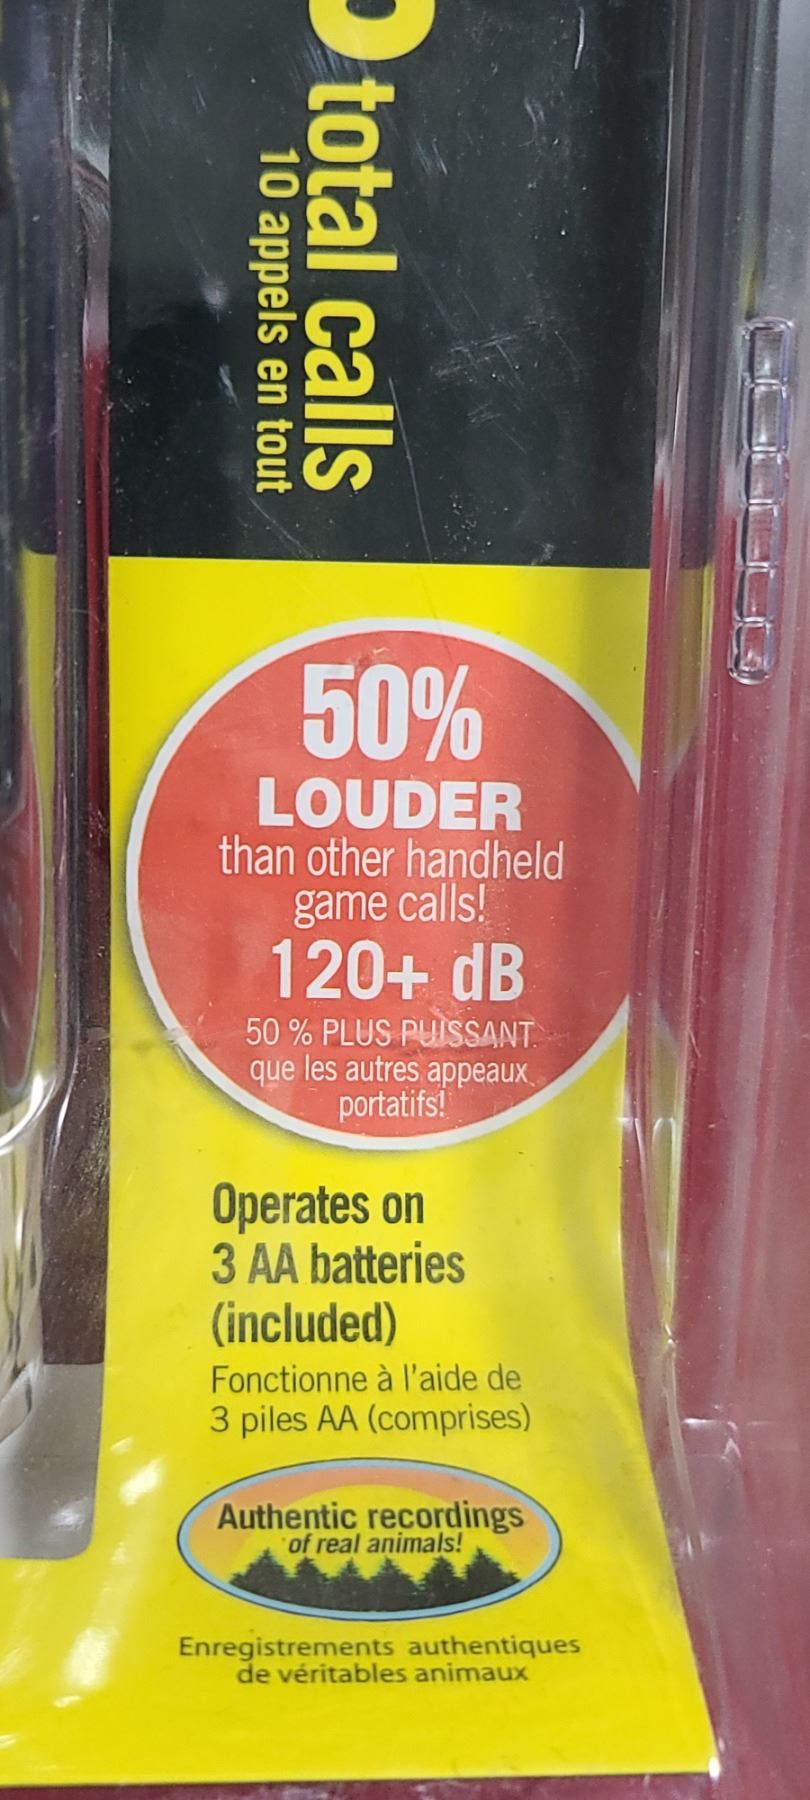 total calls
10 appels en tout
50%
LOUDER
than other handheld
game calls!
120+ dB
50 % PLUS PUISSANT
que les autres appeaux
portatifs!
Operates on
3 AA batteries
(included)
Fonctionne à l'aide de
3 piles AA (comprises)
Authentic recordings
of real animals!
Enregistrements authentiques
de véritables animaux